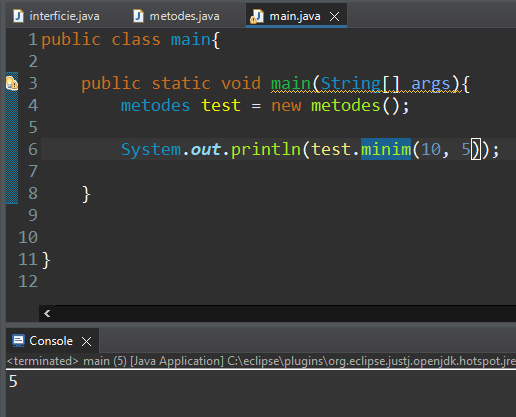 interfície.java metodes.java main.java
1 public class main{
2
3 public static void main(String[] args){
4 metodes test = new metodes();
5
6 System.out.println(test.minim(10, 5));
7
8 }
9
10
11 }
12
Console
<terminated> main (5) [Java Application] C:\eclipse\plugins\org.eclipse.justj.openjdk.hotspot.jre
5